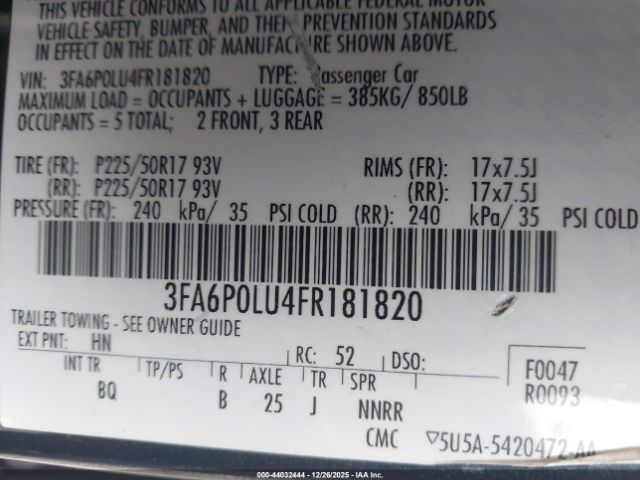 THIS VEHICLE CONFORMS TO ALL APPLICABLE FEDERAL MOTOR
VEHICLE SAFETY, BUMPER, AND THEFT PREVENTION STANDARDS
IN EFFECT ON THE DATE OF MANUFACTURE SHOWN ABOVE.
VIN: 3FA6P0LU4FR181820 TYPE: Passenger Car
MAXIMUM LOAD = OCCUPANTS + LUGGAGE = 385KG/ 850LB
OCCUPANTS = 5 TOTAL; 2 FRONT, 3 REAR
TIRE (FR): P225/50R17 93V RIMS (FR): 17x7.5J
(RR): P225/50R17 93V (RR): 17x7.5J
PRESSURE (FR): 240 kPa/ 35 PSI COLD (RR): 240 kPa/ 35 PSI COLD
3FA6P0LU4FR181820
TRAILER TOWING - SEE OWNER GUIDE
EXT PNT: HN RC: 52 DSO: F0047
INT TR TP/PS R AXLE TR SPR R0093
BQ B 25 J NNRR
CMC ▽5U5A-5420472-AA
000-44032444 - 12/26/2025 - IAAI, Inc.